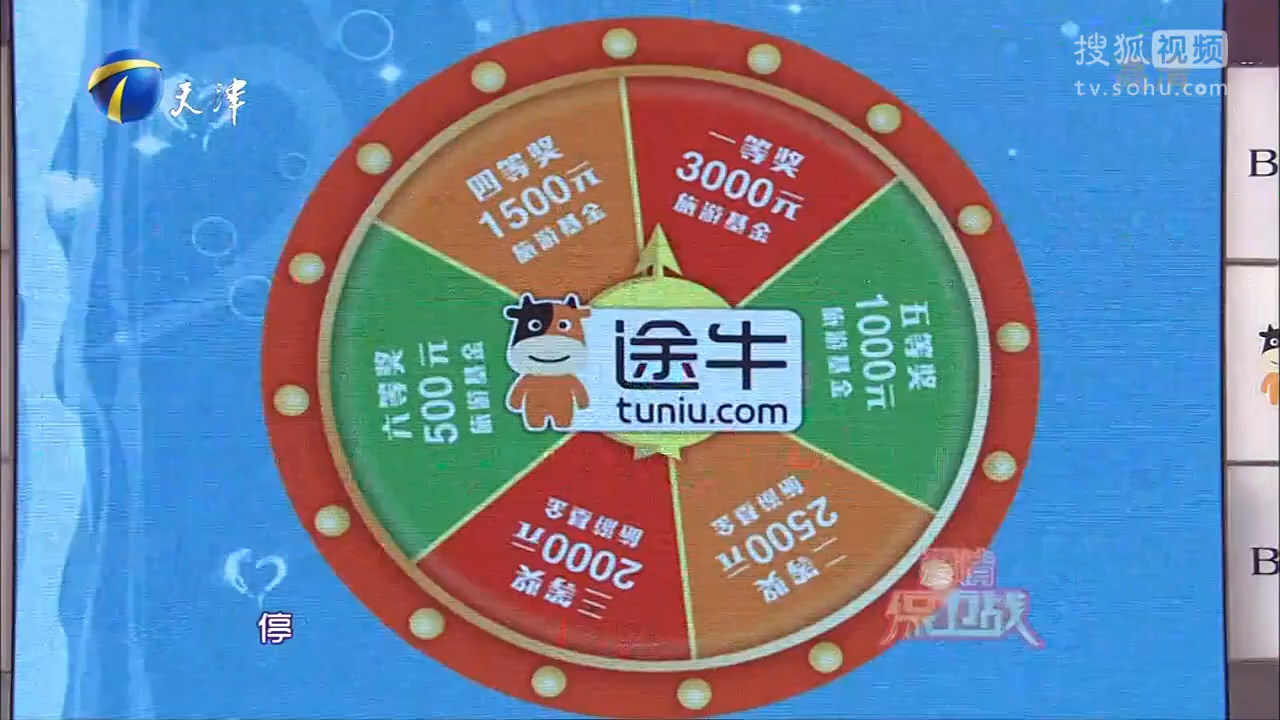 天津
搜狐视频
tv.sohu.com
四等奖
1500元
旅游基金
一等奖
3000元
旅游基金
五等奖
1000元
旅游基金
二等奖
2500元
旅游基金
三等奖
2000元
旅游基金
六等奖
500元
旅游基金
途牛
tuniu.com
停
爱情
保卫战
B
B